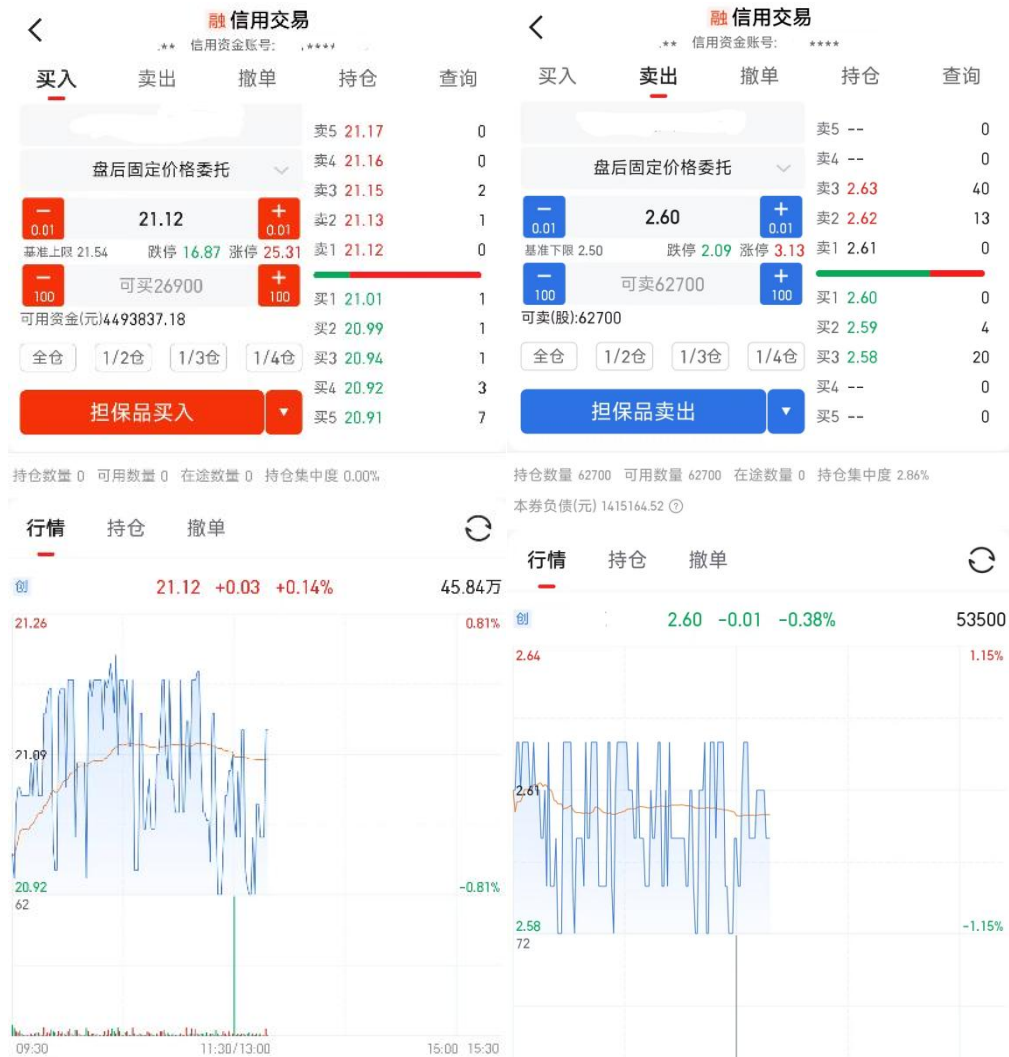 融 信用交易
.** 信用资金账号: .****
买入 卖出 撤单 持仓 查询
盘后固定价格委托
— 0.01 21.12 + 0.01
基准上限 21.54 跌停 16.87 涨停 25.31
— 100 可买26900 + 100
可用资金(元)4493837.18
全仓 1/2仓 1/3仓 1/4仓
担保品买入 ▼
卖5 21.17 0
卖4 21.16 0
卖3 21.15 2
卖2 21.13 1
卖1 21.12 0
买1 21.01 1
买2 20.99 1
买3 20.94 1
买4 20.92 3
买5 20.91 7
持仓数量 0 可用数量 0 在途数量 0 持仓集中度 0.00%
行情 持仓 撤单
创 21.12 +0.03 +0.14% 45.84万
21.26 0.81%
21.09
20.92 -0.81%
62
09:30 11:30/13:00 15:00 15:30
融 信用交易
.** 信用资金账号: ****
买入 卖出 撤单 持仓 查询
盘后固定价格委托
— 0.01 2.60 + 0.01
基准下限 2.50 跌停 2.09 涨停 3.13
— 100 可卖62700 + 100
可卖(股):62700
全仓 1/2仓 1/3仓 1/4仓
担保品卖出 ▼
卖5 -- 0
卖4 -- 0
卖3 2.63 40
卖2 2.62 13
卖1 2.61 0
买1 2.60 0
买2 2.59 4
买3 2.58 20
买4 -- 0
买5 -- 0
持仓数量 62700 可用数量 62700 在途数量 0 持仓集中度 2.86%
本券负债(元) 1415164.52 ?
行情 持仓 撤单
创 2.60 -0.01 -0.38% 53500
2.64 1.15%
2.61
2.58 -1.15%
72